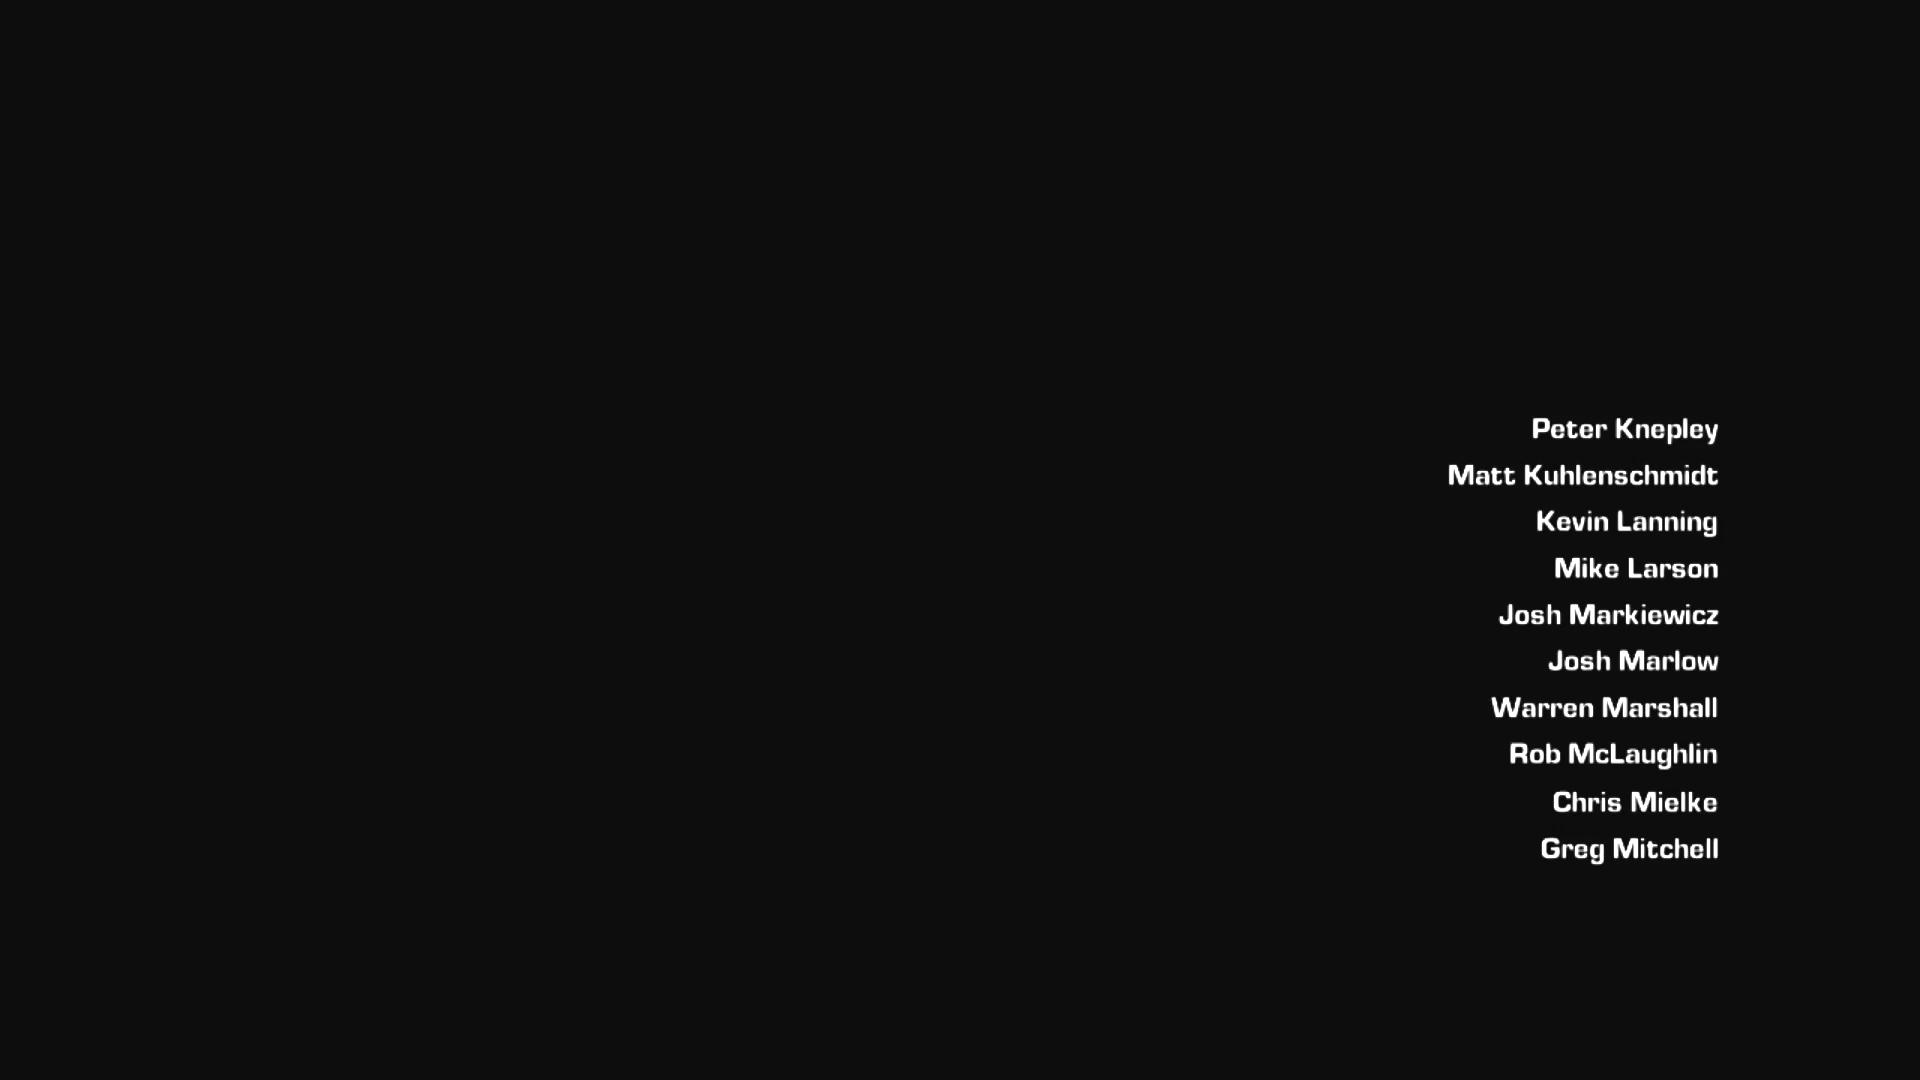 Peter Knepley
Matt Kuhlenschmidt
Kevin Lanning
Mike Larson
Josh Markiewicz
Josh Marlow
Warren Marshall
Rob McLaughlin
Chris Mielke
Greg Mitchell